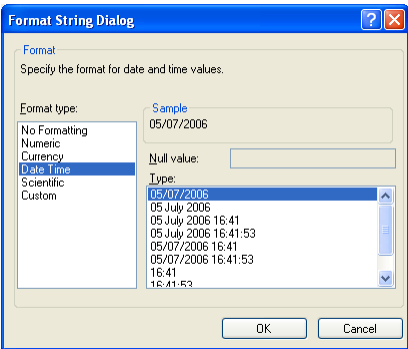 Format String Dialog
Format
Specify the format for date and time values.
Format type:
No Formatting
Numeric
Currency
Date Time
Scientific
Custom
Sample
05/07/2006
Null value:
Type:
05/07/2006
05 July 2006
05 July 2006 16:41
05 July 2006 16:41:53
05/07/2006 16:41
05/07/2006 16:41:53
16:41
16:41:53
OK
Cancel